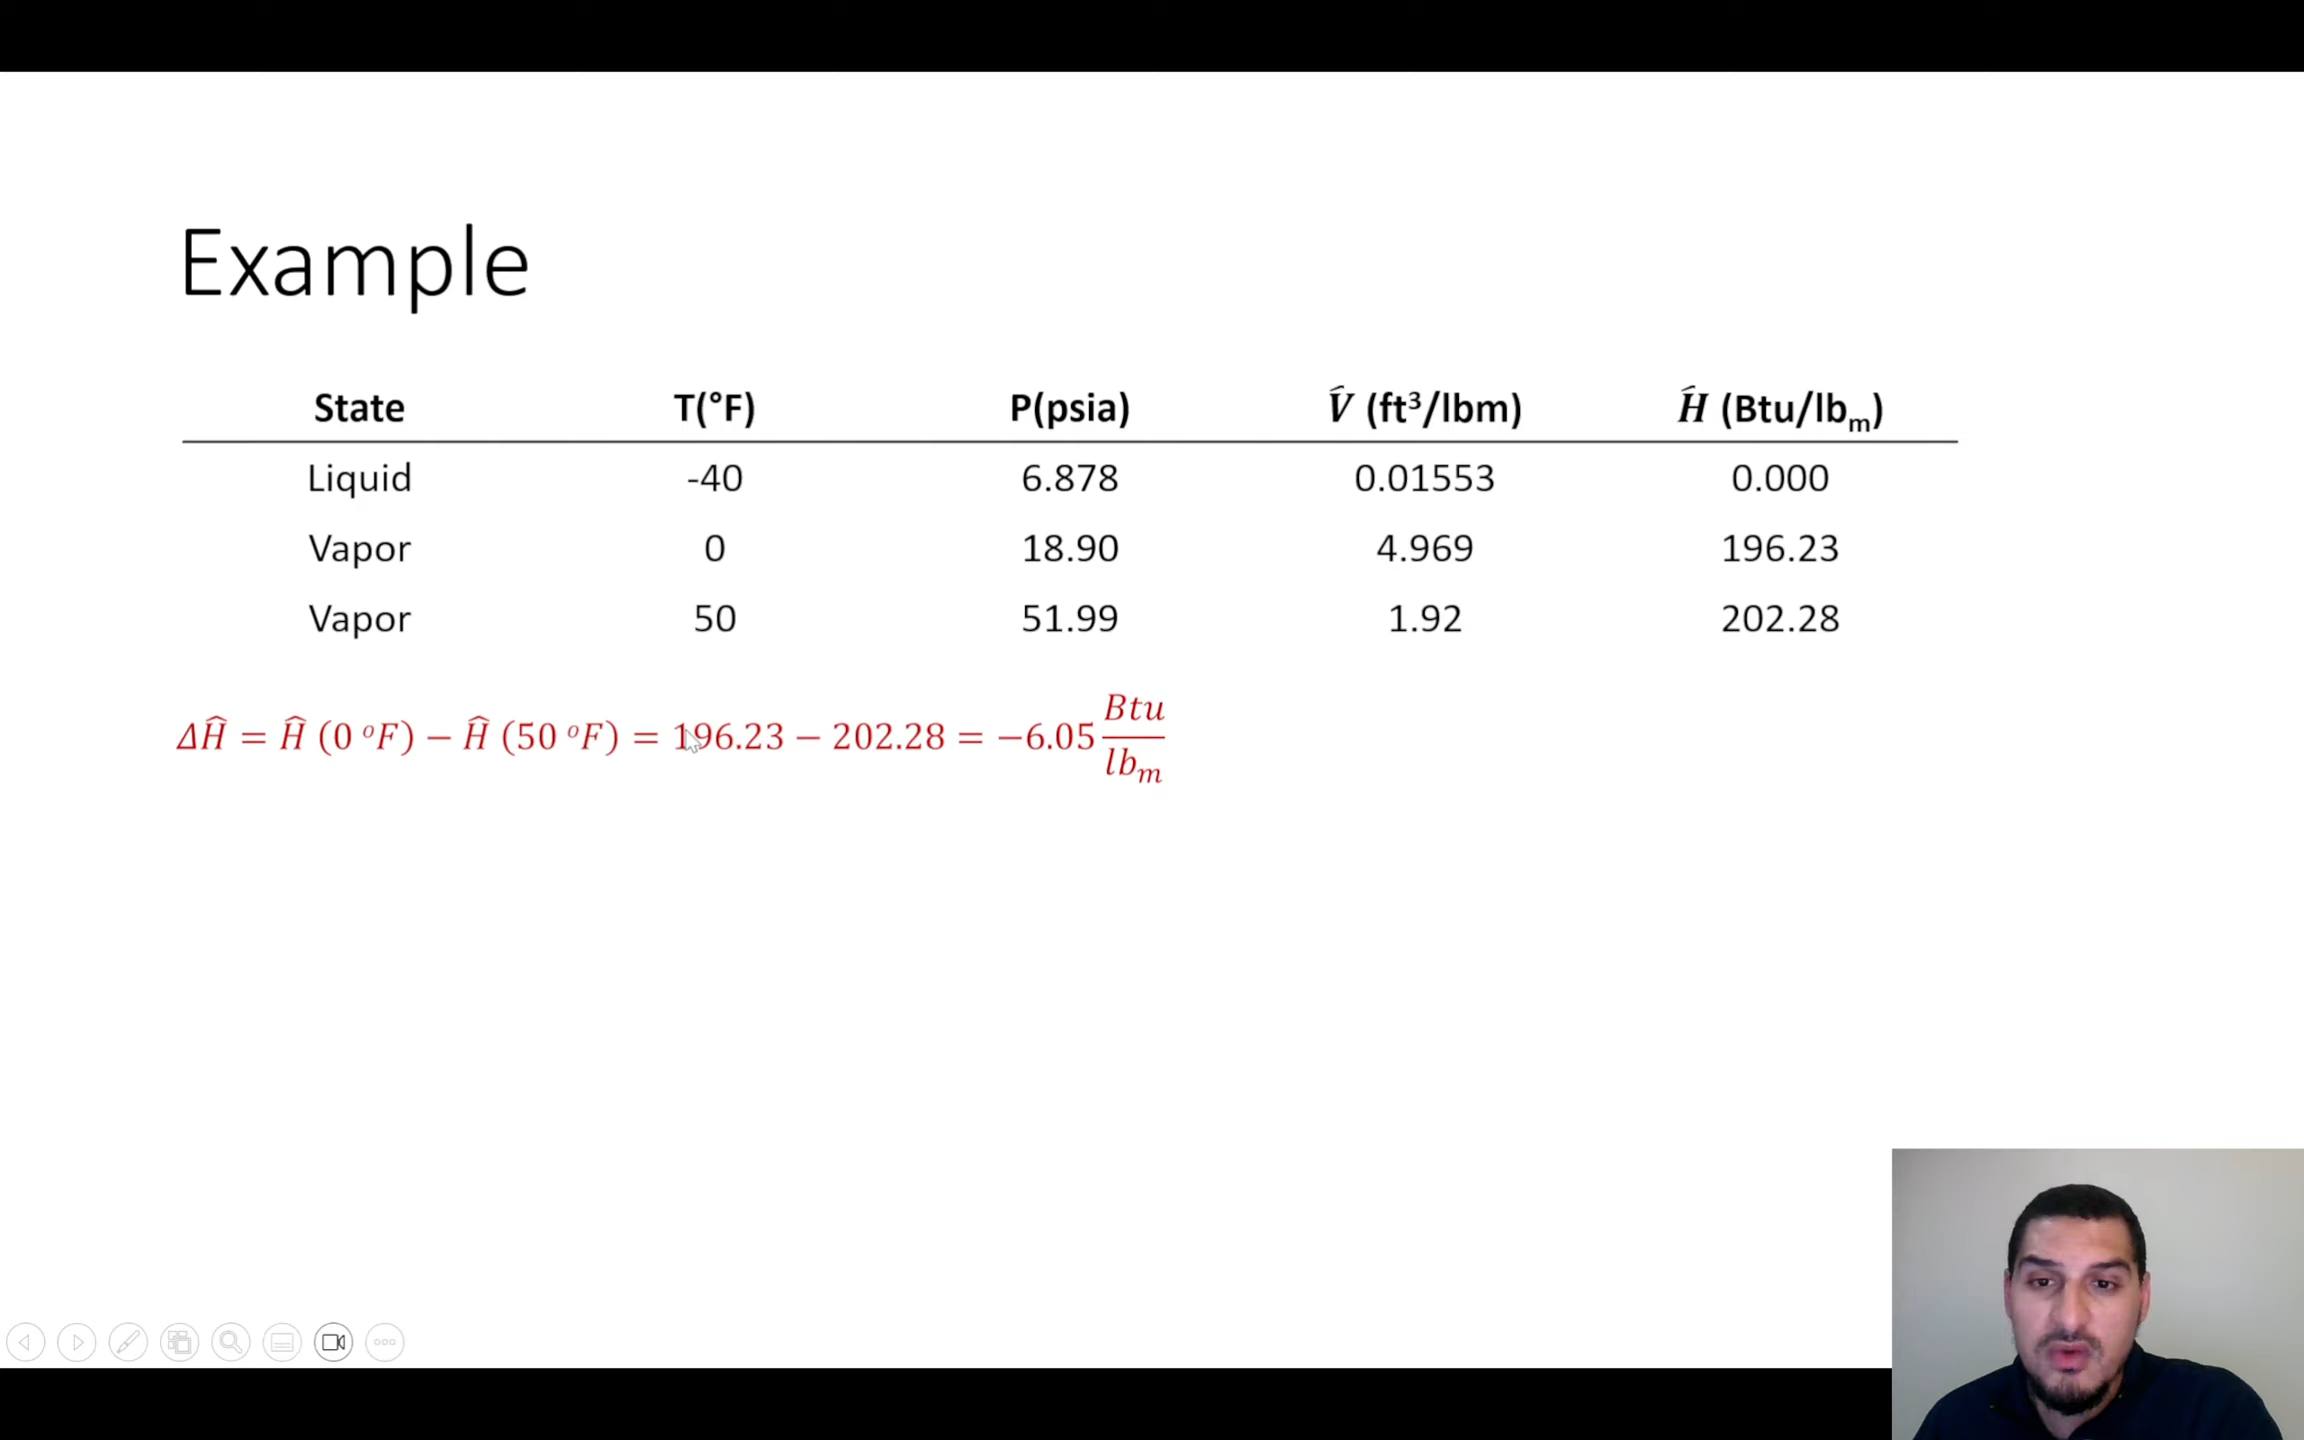 Example
State T(°F) P(psia) V́ (ft³/lbm) H́ (Btu/lbₘ)
Liquid -40 6.878 0.01553 0.000
Vapor 0 18.90 4.969 196.23
Vapor 50 51.99 1.92 202.28
ΔĤ = Ĥ (0 °F) − Ĥ (50 °F) = 196.23 − 202.28 = −6.05 Btu/lbₘ